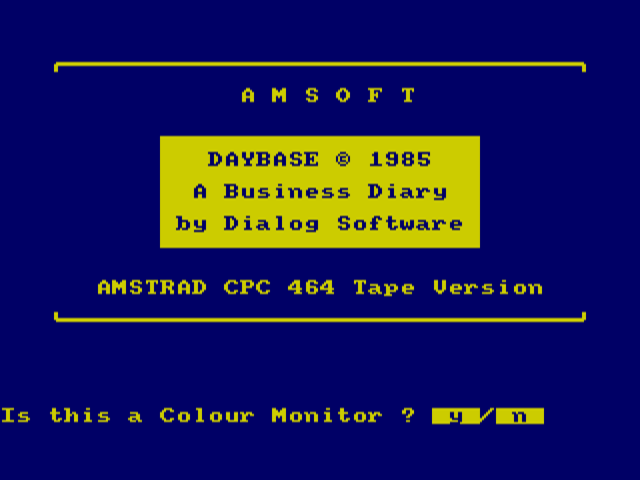 A M S O F T
DAYBASE © 1985
A Business Diary
by Dialog Software
AMSTRAD CPC 464 Tape Version
Is this a Colour Monitor ? y/n